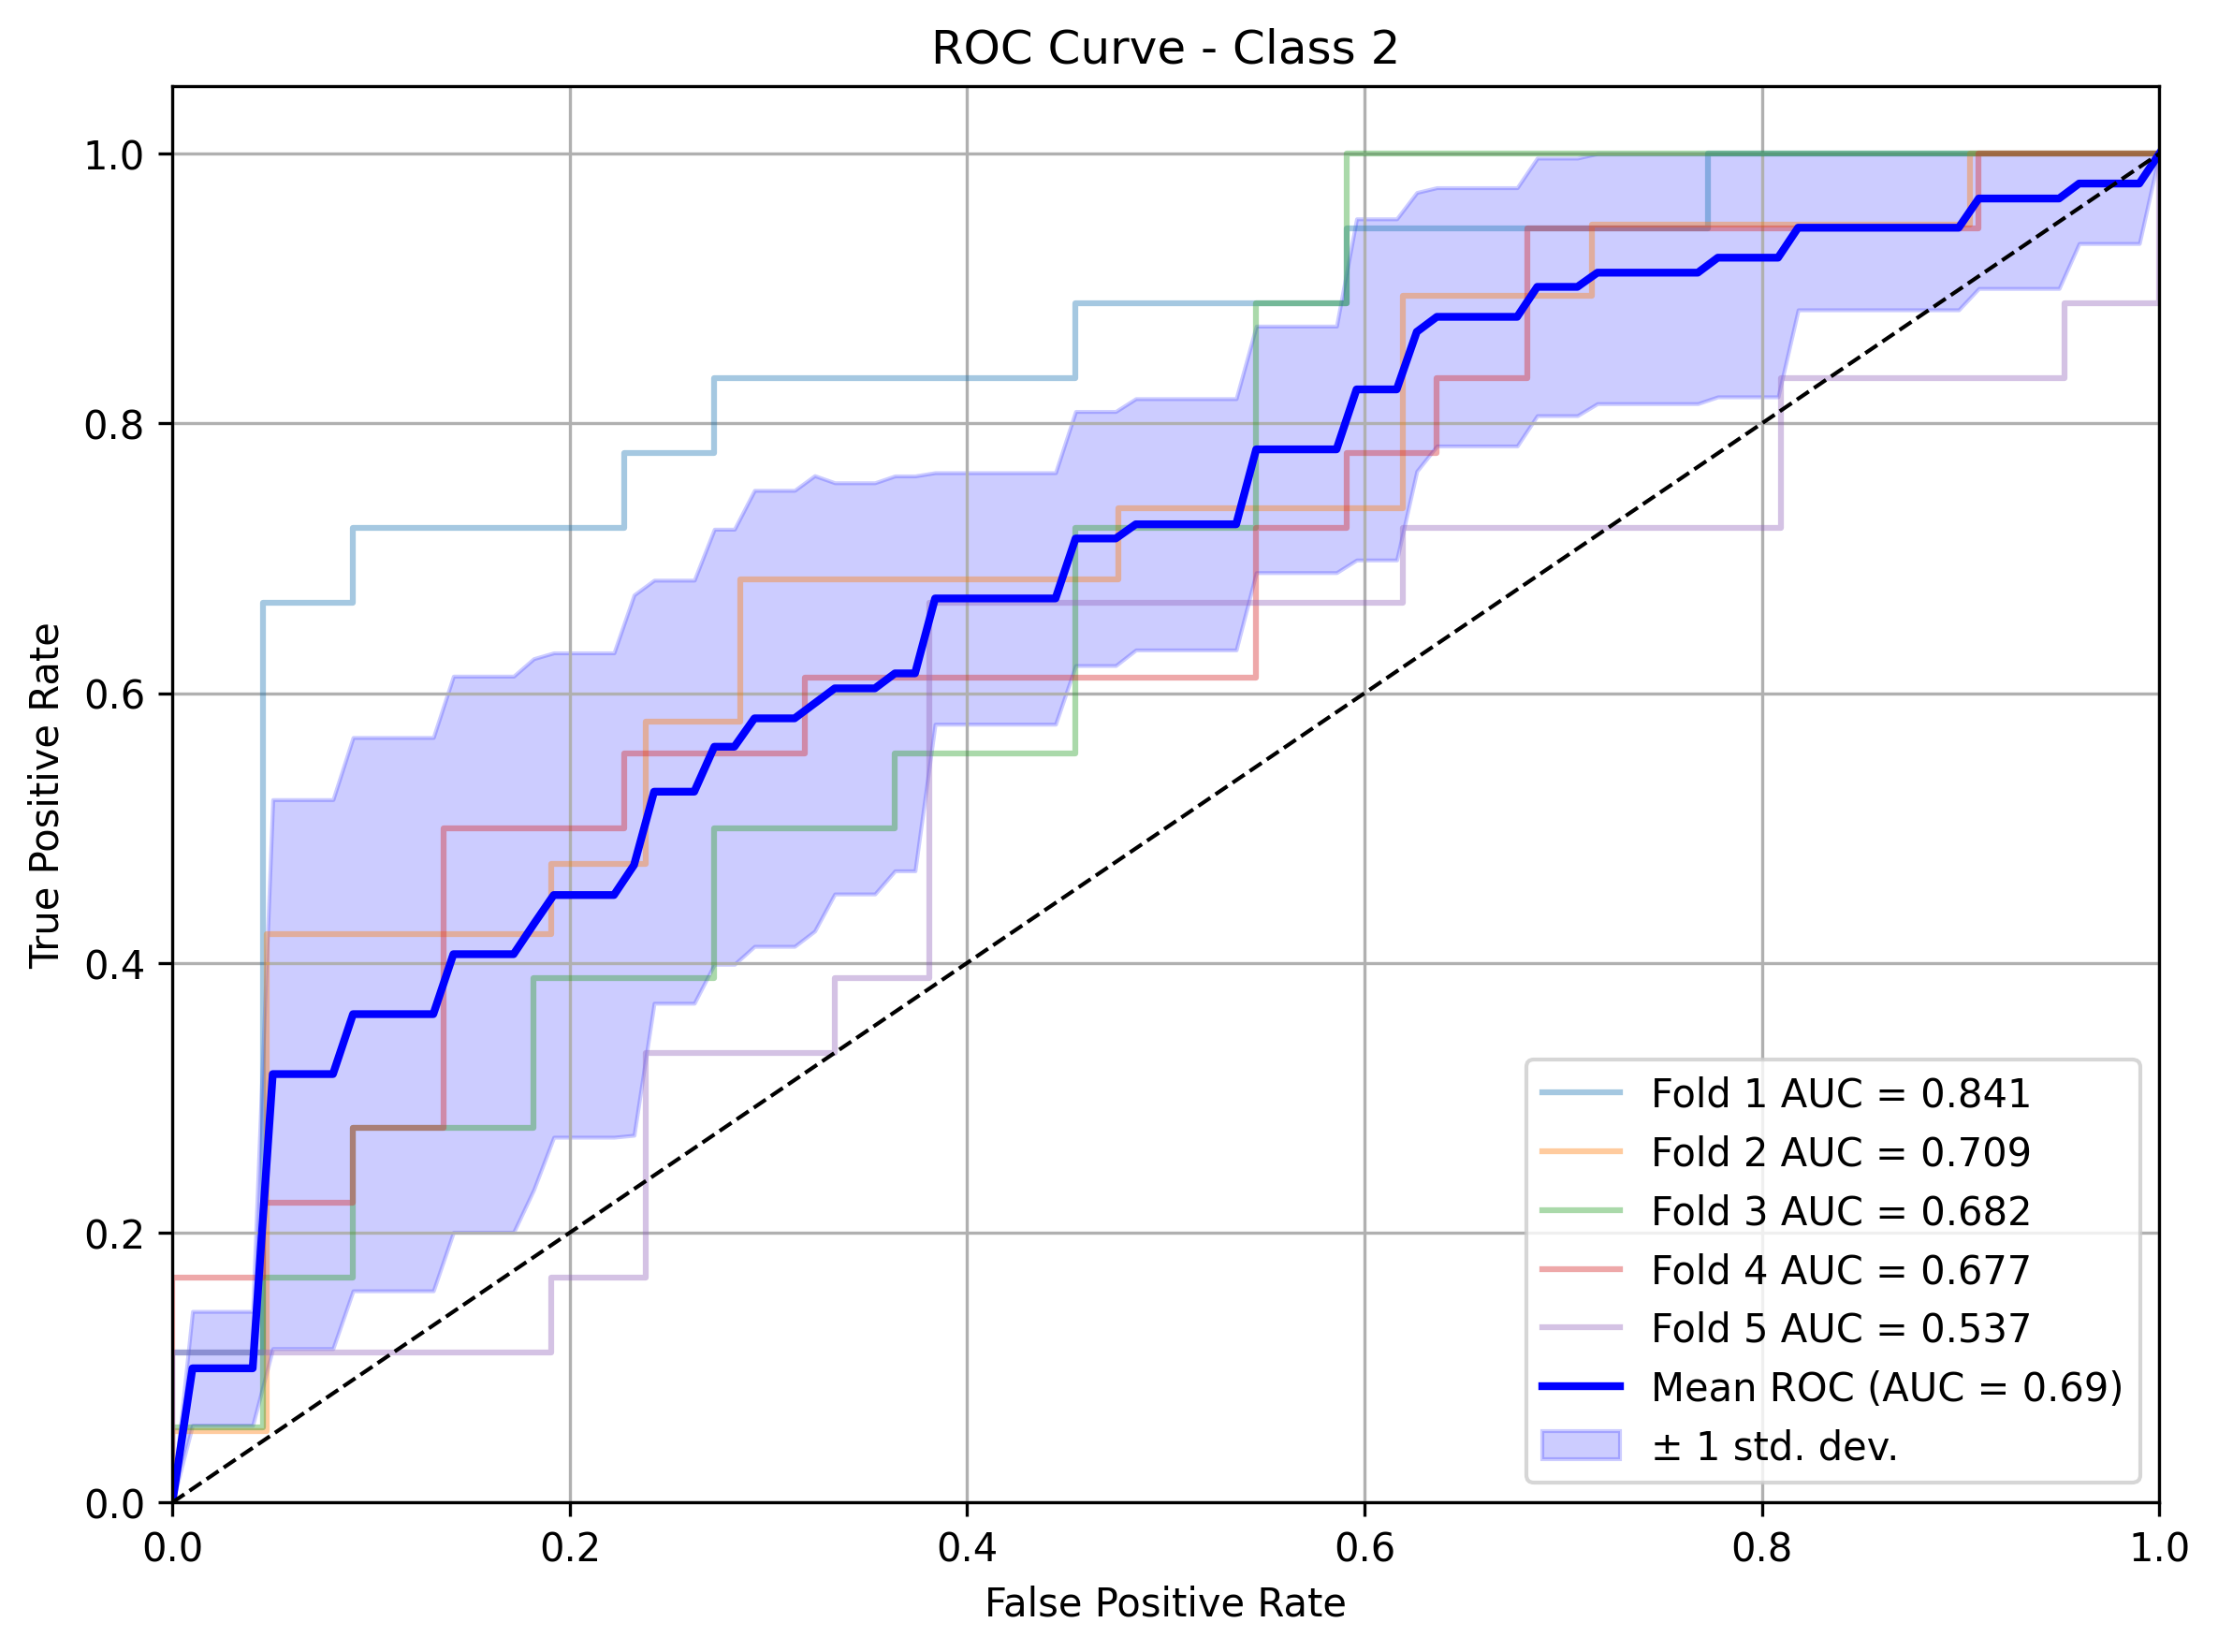 ROC Curve - Class 2
True Positive Rate
1.0
0.8
0.6
0.4
0.2
0.0
0.0 0.2 0.4 0.6 0.8 1.0
False Positive Rate
Fold 1 AUC = 0.841
Fold 2 AUC = 0.709
Fold 3 AUC = 0.682
Fold 4 AUC = 0.677
Fold 5 AUC = 0.537
Mean ROC (AUC = 0.69)
± 1 std. dev.